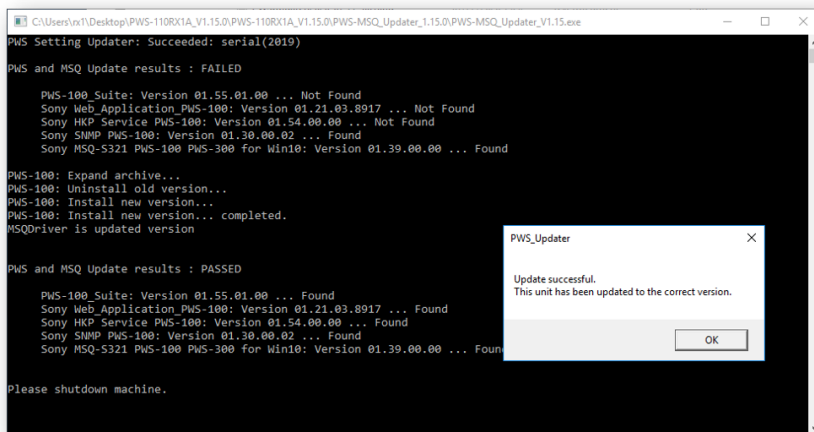 C:\Users\rx1\Desktop\PWS-110RX1A_V1.15.0\PWS-110RX1A_V1.15.0\PWS-MSQ_Updater_1.15.0\PWS-MSQ_Updater_V1.15.exe
PWS Setting Updater: Succeeded: serial(2019)
PWS and MSQ Update results : FAILED
PWS-100_Suite: Version 01.55.01.00 ... Not Found
Sony Web_Application_PWS-100: Version 01.21.03.8917 ... Not Found
Sony HKP Service PWS-100: Version 01.54.00.00 ... Not Found
Sony SNMP PWS-100: Version 01.30.00.02 ... Found
Sony MSQ-S321 PWS-100 PWS-300 for Win10: Version 01.39.00.00 ... Found
PWS-100: Expand archive...
PWS-100: Uninstall old version...
PWS-100: Install new version...
PWS-100: Install new version... completed.
MSQDriver is updated version
PWS and MSQ Update results : PASSED
PWS-100_Suite: Version 01.55.01.00 ... Found
Sony Web_Application_PWS-100: Version 01.21.03.8917 ... Found
Sony HKP Service PWS-100: Version 01.54.00.00 ... Found
Sony SNMP PWS-100: Version 01.30.00.02 ... Found
Sony MSQ-S321 PWS-100 PWS-300 for Win10: Version 01.39.00.00 ... Foun
Please shutdown machine.
PWS_Updater
Update successful.
This unit has been updated to the correct version.
OK